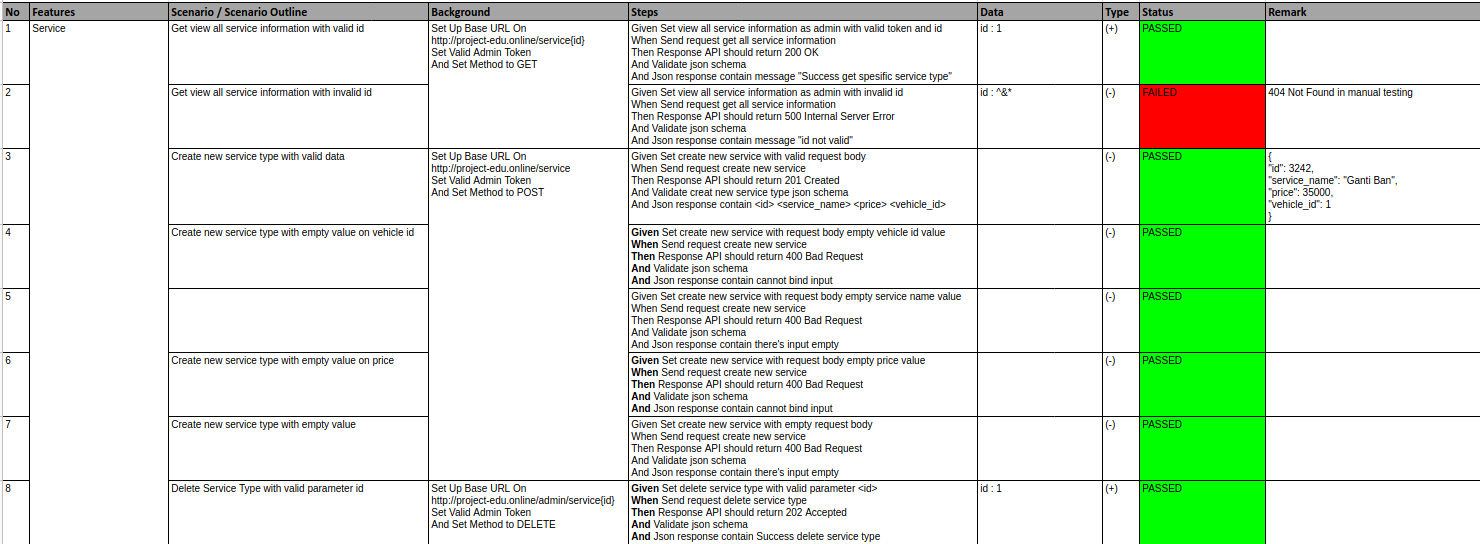 No Features Scenario / Scenario Outline Background Steps Data Type Status Remark
1 Service Get view all service information with valid id Set Up Base URL On Given Set view all service information as admin with valid token and id id : 1 (+) PASSED
http://project-edu.online/service{id} When Send request get all service information
Set Valid Admin Token Then Response API should return 200 OK
And Set Method to GET And Validate json schema
And Json response contain message "Success get spesific service type"
2 Get view all service information with invalid id Given Set view all service information as admin with invalid id id : ^&* (-) FAILED 404 Not Found in manual testing
When Send request get all service information
Then Response API should return 500 Internal Server Error
And Validate json schema
And Json response contain message "id not valid"
3 Create new service type with valid data Set Up Base URL On Given Set create new service with valid request body (-) PASSED {
http://project-edu.online/service When Send request create new service "id": 3242,
Set Valid Admin Token Then Response API should return 201 Created "service_name": "Ganti Ban",
And Set Method to POST And Validate creat new service type json schema "price": 35000,
And Json response contain <id> <service_name> <price> <vehicle_id> "vehicle_id": 1
}
4 Create new service type with empty value on vehicle id Given Set create new service with request body empty vehicle id value (-) PASSED
When Send request create new service
Then Response API should return 400 Bad Request
And Validate json schema
And Json response contain cannot bind input
5 Given Set create new service with request body empty service name value (-) PASSED
When Send request create new service
Then Response API should return 400 Bad Request
And Validate json schema
And Json response contain there's input empty
6 Create new service type with empty value on price Given Set create new service with request body empty price value (-) PASSED
When Send request create new service
Then Response API should return 400 Bad Request
And Validate json schema
And Json response contain cannot bind input
7 Create new service type with empty value Given Set create new service with empty request body (-) PASSED
When Send request create new service
Then Response API should return 400 Bad Request
And Validate json schema
And Json response contain there's input empty
8 Delete Service Type with valid parameter id Set Up Base URL On Given Set delete service type with valid parameter <id> id : 1 (+) PASSED
http://project-edu.online/admin/service{id} When Send request delete service type
Set Valid Admin Token Then Response API should return 202 Accepted
And Set Method to DELETE And Validate json schema
And Json response contain Success delete service type